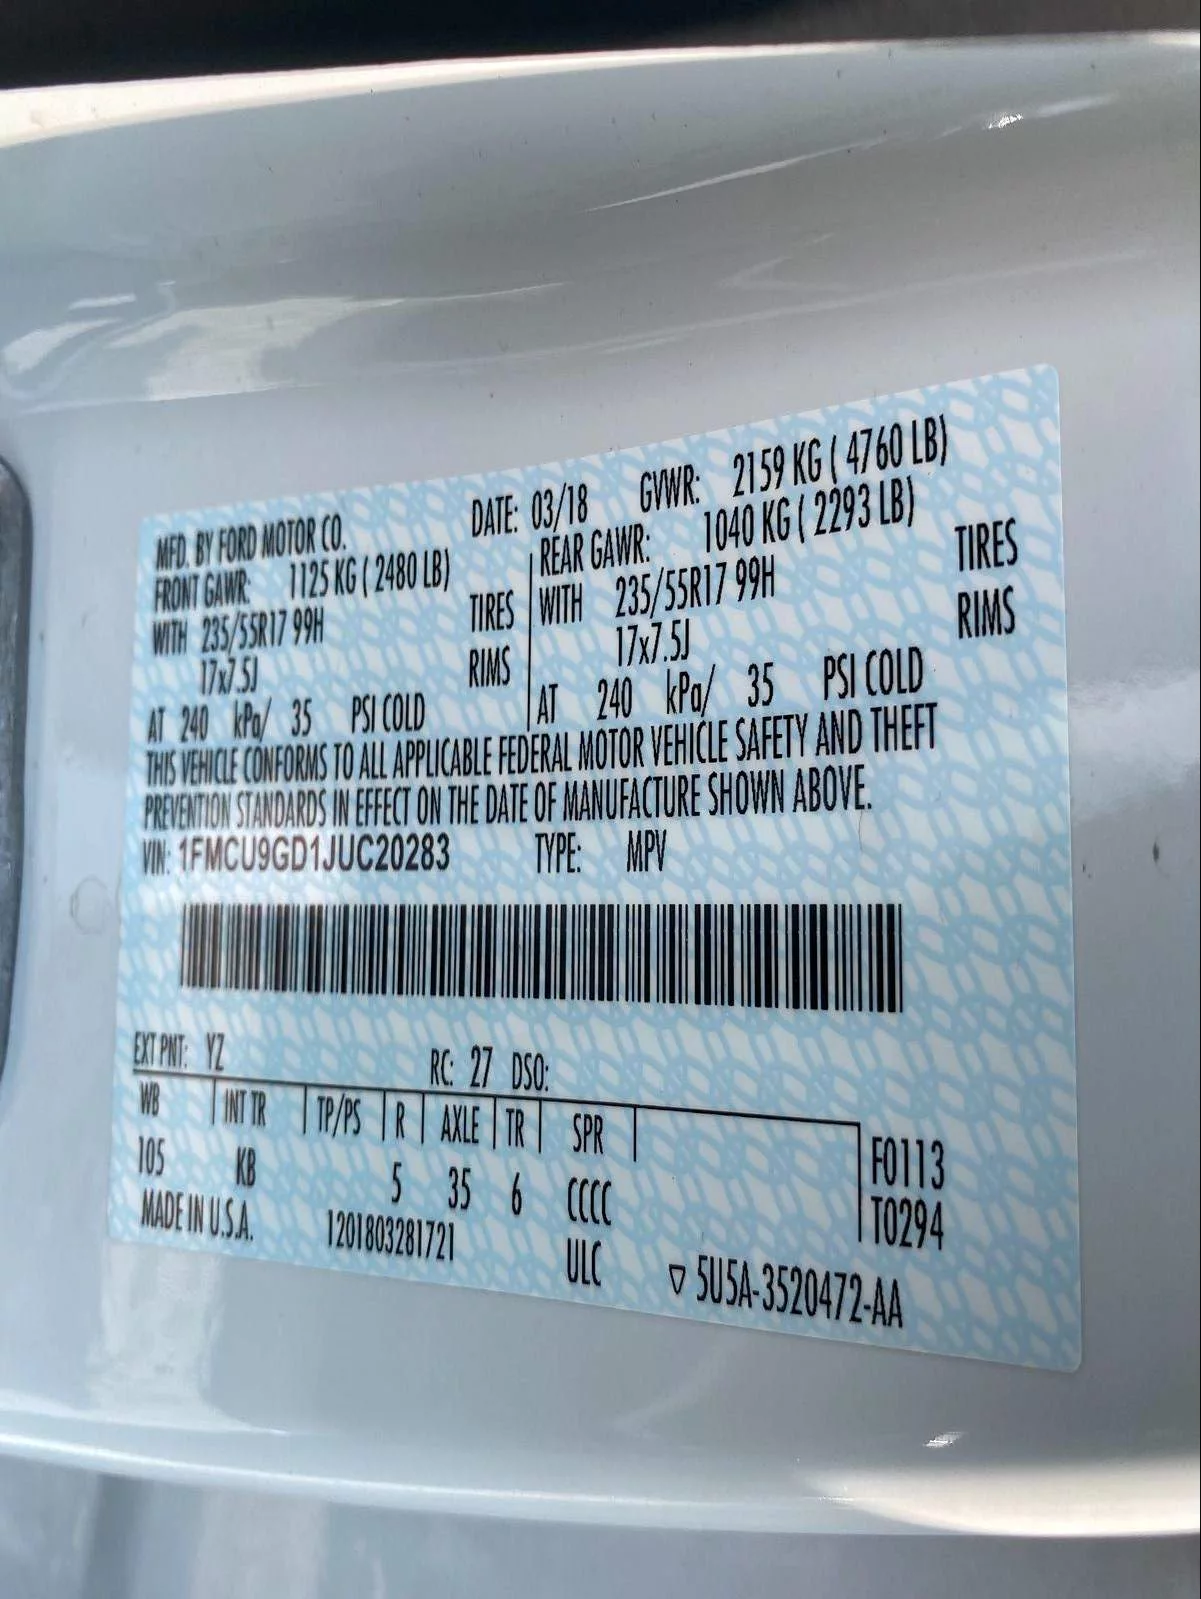 MFD. BY FORD MOTOR CO. DATE: 03/18 GVWR: 2159 KG ( 4760 LB)
FRONT GAWR: 1125 KG ( 2480 LB) REAR GAWR: 1040 KG ( 2293 LB)
WITH 235/55R17 99H TIRES WITH 235/55R17 99H TIRES
17x7.5J RIMS 17x7.5J RIMS
AT 240 kPa/ 35 PSI COLD AT 240 kPa/ 35 PSI COLD
THIS VEHICLE CONFORMS TO ALL APPLICABLE FEDERAL MOTOR VEHICLE SAFETY AND THEFT
PREVENTION STANDARDS IN EFFECT ON THE DATE OF MANUFACTURE SHOWN ABOVE.
VIN: 1FMCU9GD1JUC20283 TYPE: MPV
EXT PNT: YZ RC: 27 DSO:
WB INT TR TP/PS R AXLE TR SPR F0113
105 KB 5 35 6 CCCC T0294
MADE IN U.S.A. 1201803281721 ULC ▽ 5U5A-3520472-AA